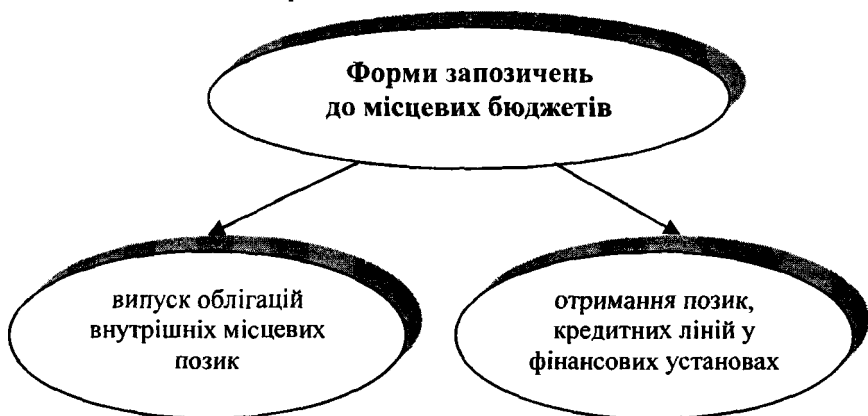 Форми запозичень
до місцевих бюджетів
випуск облігацій
внутрішніх місцевих
позик
отримання позик,
кредитних ліній у
фінансових установах